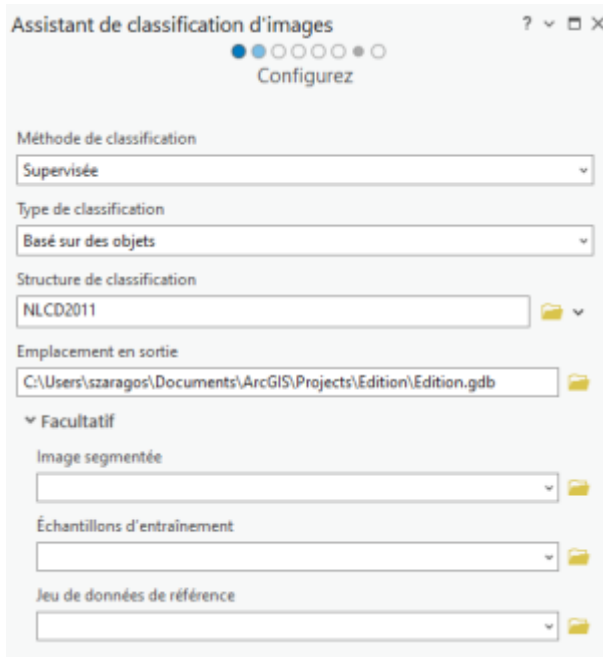 Assistant de classification d'images
Configurez
Méthode de classification
Supervisée
Type de classification
Basé sur des objets
Structure de classification
NLCD2011
Emplacement en sortie
C:\Users\szaragos\Documents\ArcGIS\Projects\Edition\Edition.gdb
Facultatif
Image segmentée
Échantillons d'entraînement
Jeu de données de référence